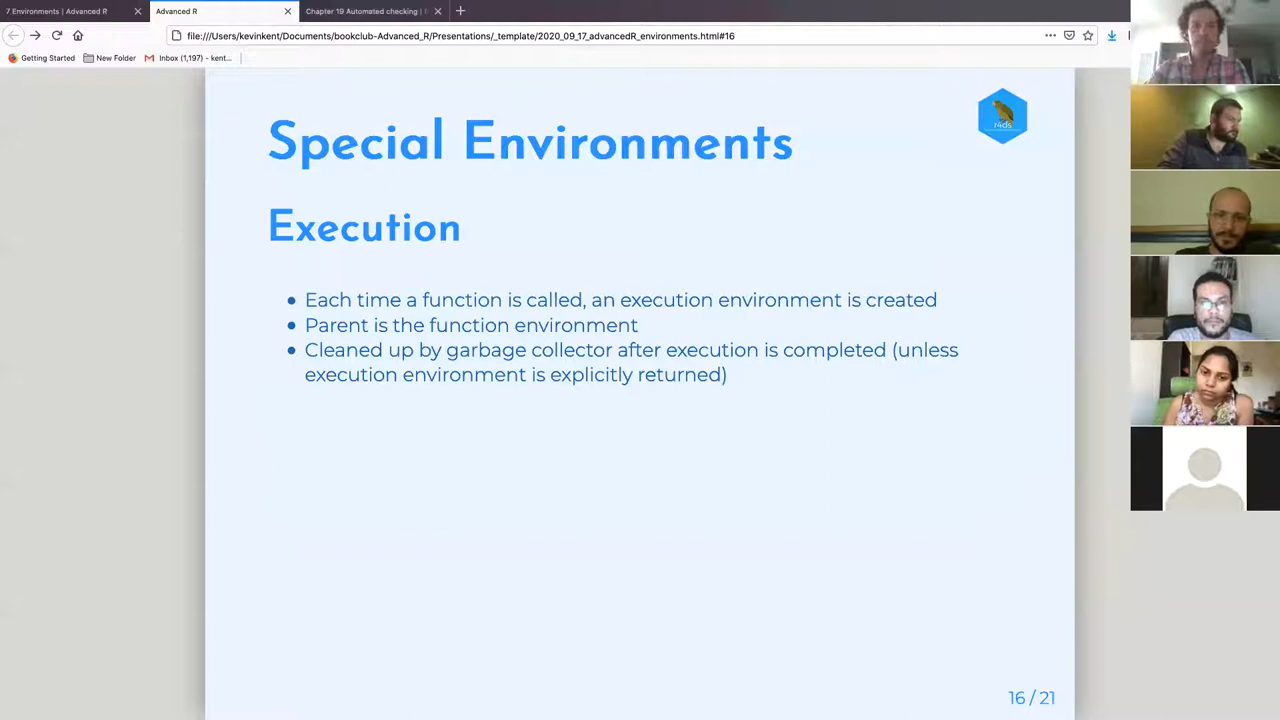 7 Environments | Advanced R
Advanced R
Chapter 19 Automated checking |
file:///Users/kevinkent/Documents/bookclub-Advanced_R/Presentations/_template/2020_09_17_advancedR_environments.html#16
Getting Started
New Folder
Inbox (1,197) - kent...
Special Environments
r4ds
Execution
Each time a function is called, an execution environment is created
Parent is the function environment
Cleaned up by garbage collector after execution is completed (unless
execution environment is explicitly returned)
16 / 21